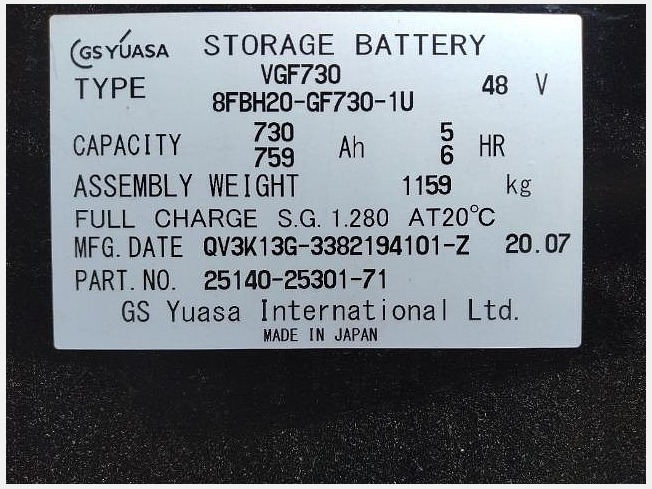 GS YUASA STORAGE BATTERY
TYPE VGF730 48 V
8FBH20-GF730-1U
CAPACITY 730 Ah 5 HR
759 6
ASSEMBLY WEIGHT 1159 kg
FULL CHARGE S.G. 1.280 AT20℃
MFG. DATE QV3K13G-3382194101-Z 20.07
PART. NO. 25140-25301-71
GS Yuasa International Ltd.
MADE IN JAPAN